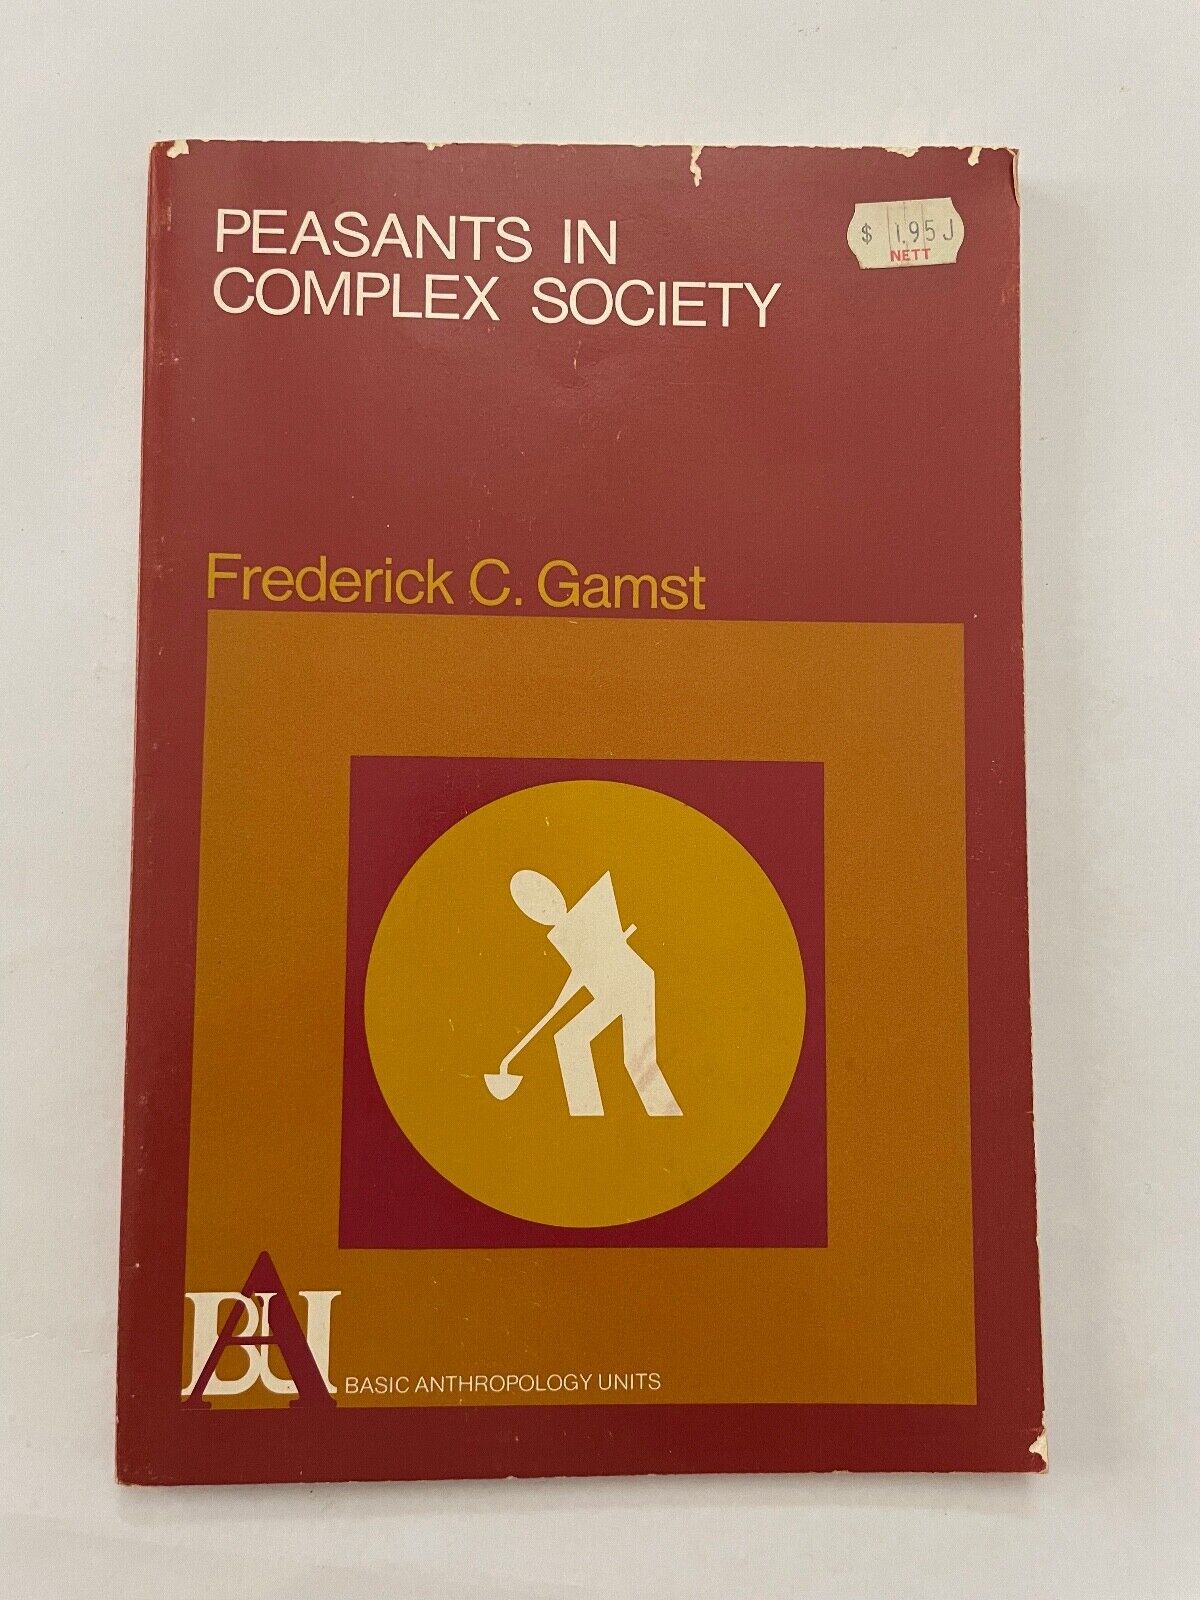 PEASANTS IN
COMPLEX SOCIETY
$ 1.95 J
NETT
Frederick C. Gamst
BAU
BASIC ANTHROPOLOGY UNITS